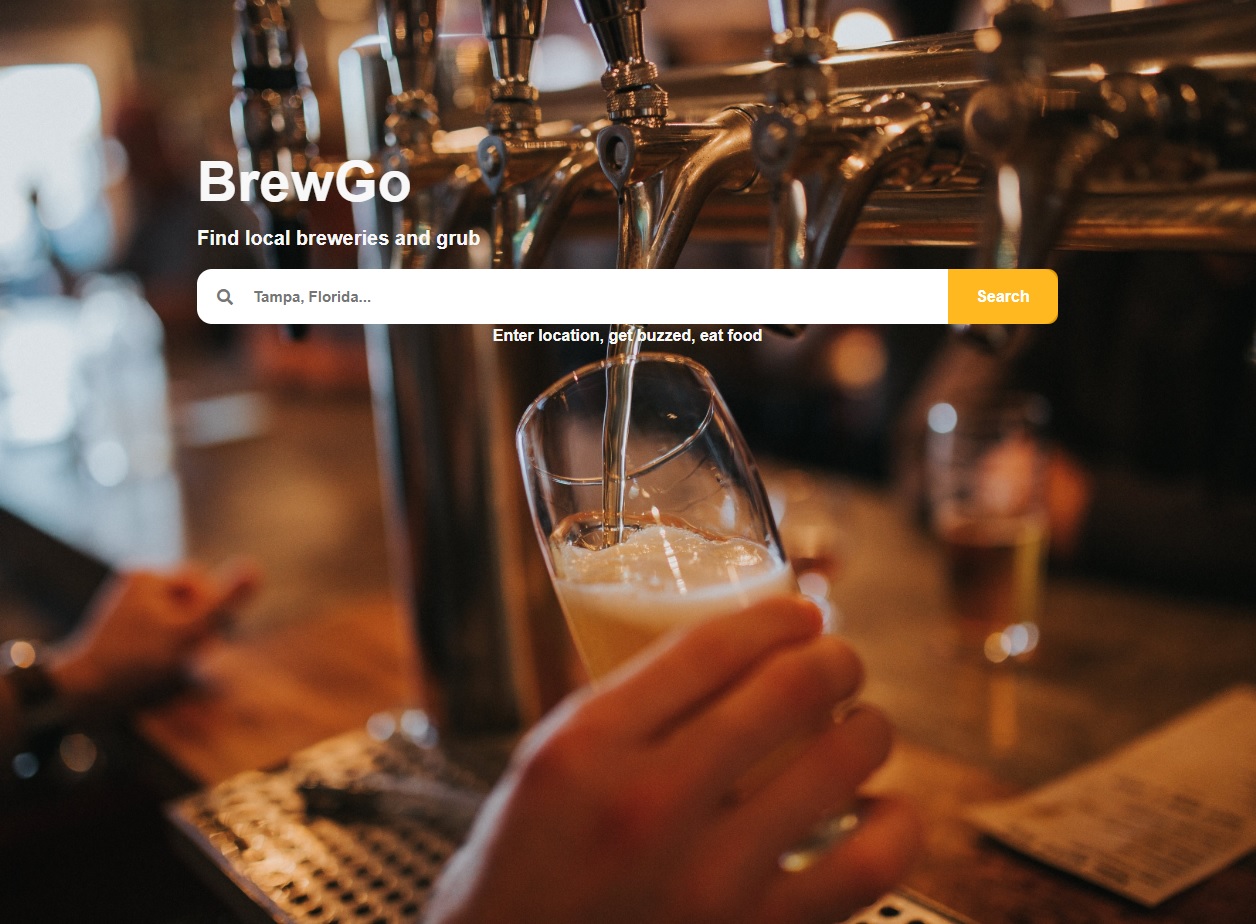 BrewGo
Find local breweries and grub
Tampa, Florida...
Search
Enter location, get buzzed, eat food